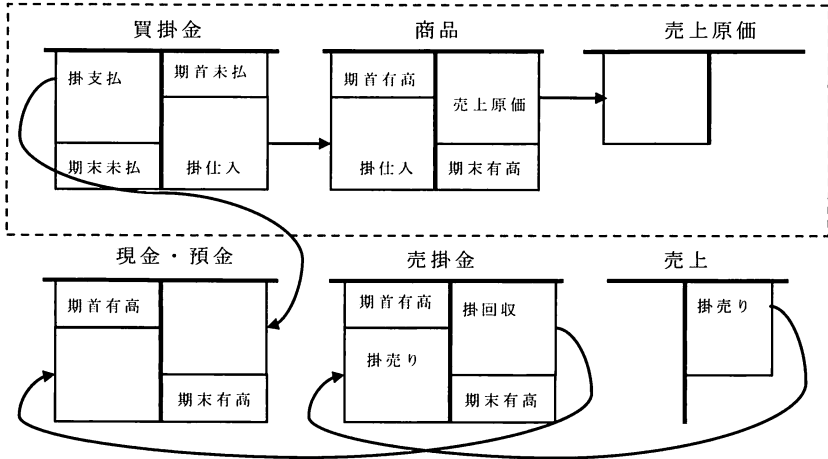 買掛金
商品
売上原価
掛支払
期首未払
期末未払
掛仕入
期首有高
掛仕入
売上原価
期末有高
現金・預金
売掛金
売上
期首有高
期末有高
期首有高
掛売り
掛回収
期末有高
掛売り